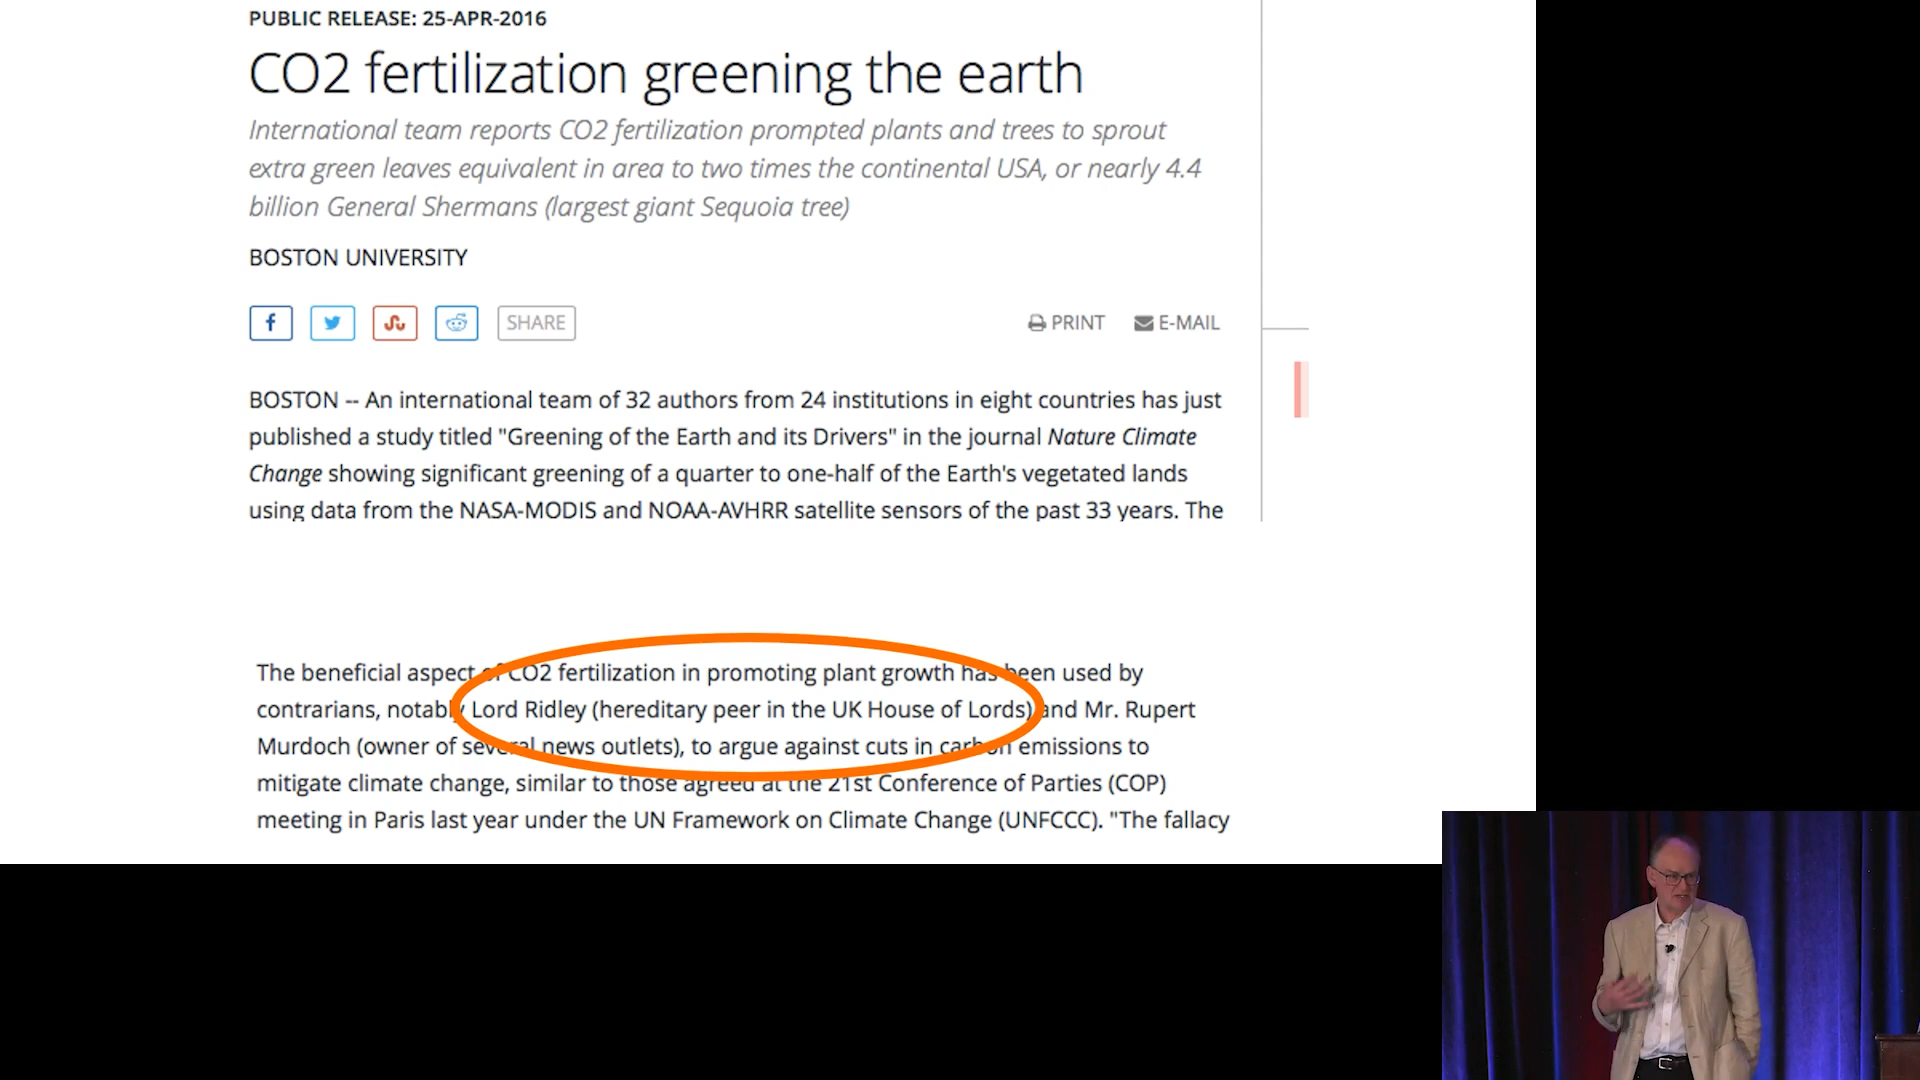 PUBLIC RELEASE: 25-APR-2016
CO2 fertilization greening the earth
International team reports CO2 fertilization prompted plants and trees to sprout
extra green leaves equivalent in area to two times the continental USA, or nearly 4.4
billion General Shermans (largest giant Sequoia tree)
BOSTON UNIVERSITY
f SHARE PRINT E-MAIL
BOSTON -- An international team of 32 authors from 24 institutions in eight countries has just
published a study titled "Greening of the Earth and its Drivers" in the journal Nature Climate
Change showing significant greening of a quarter to one-half of the Earth's vegetated lands
using data from the NASA-MODIS and NOAA-AVHRR satellite sensors of the past 33 years. The
The beneficial aspect of CO2 fertilization in promoting plant growth has been used by
contrarians, notably Lord Ridley (hereditary peer in the UK House of Lords) and Mr. Rupert
Murdoch (owner of several news outlets), to argue against cuts in carbon emissions to
mitigate climate change, similar to those agreed at the 21st Conference of Parties (COP)
meeting in Paris last year under the UN Framework on Climate Change (UNFCCC). "The fallacy